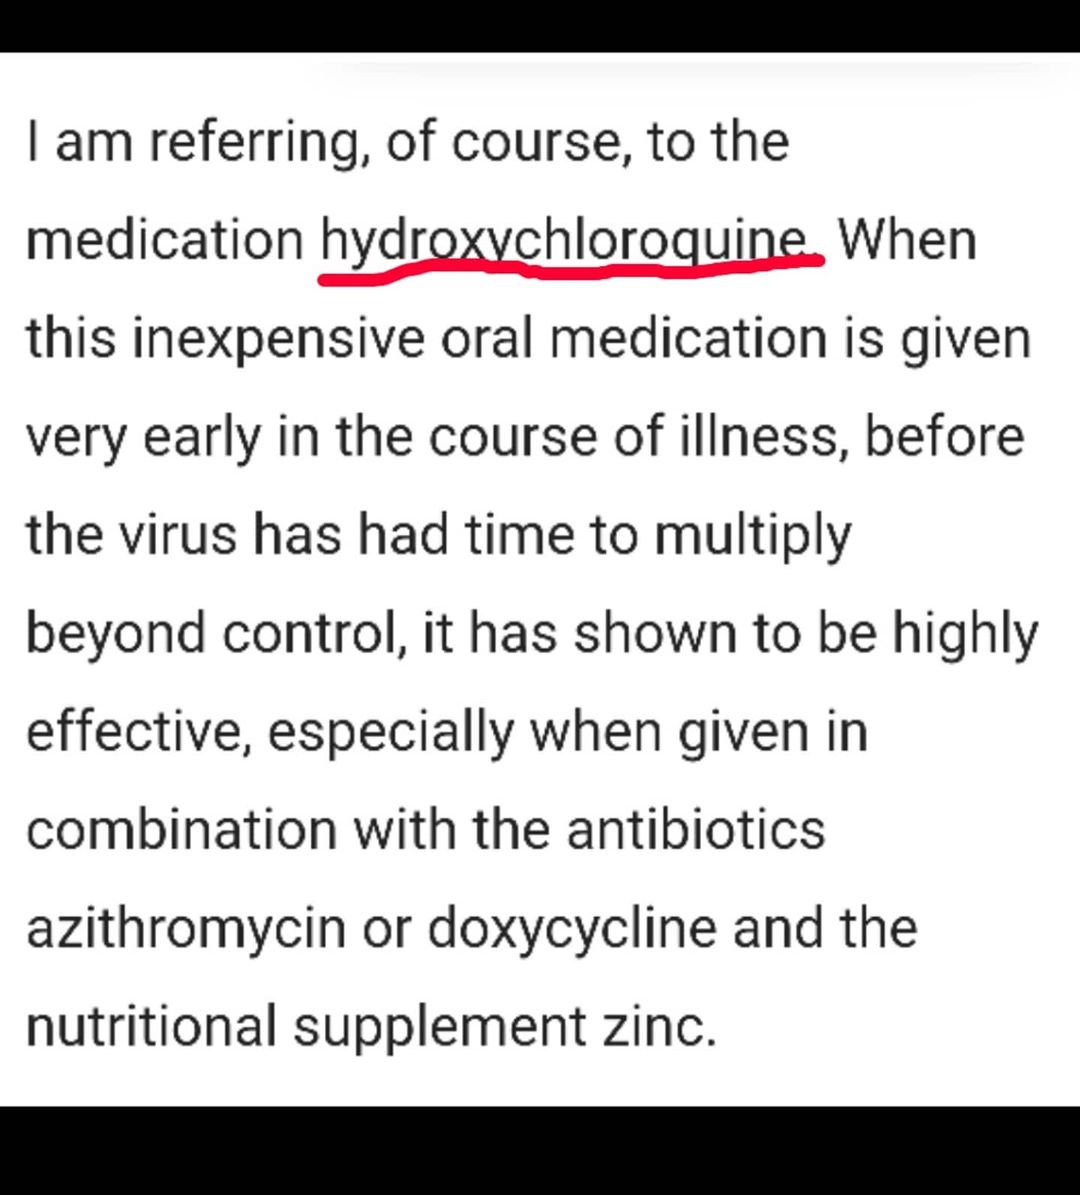 I am referring, of course, to the
medication hydroxychloroquine. When
this inexpensive oral medication is given
very early in the course of illness, before
the virus has had time to multiply
beyond control, it has shown to be highly
effective, especially when given in
combination with the antibiotics
azithromycin or doxycycline and the
nutritional supplement zinc.